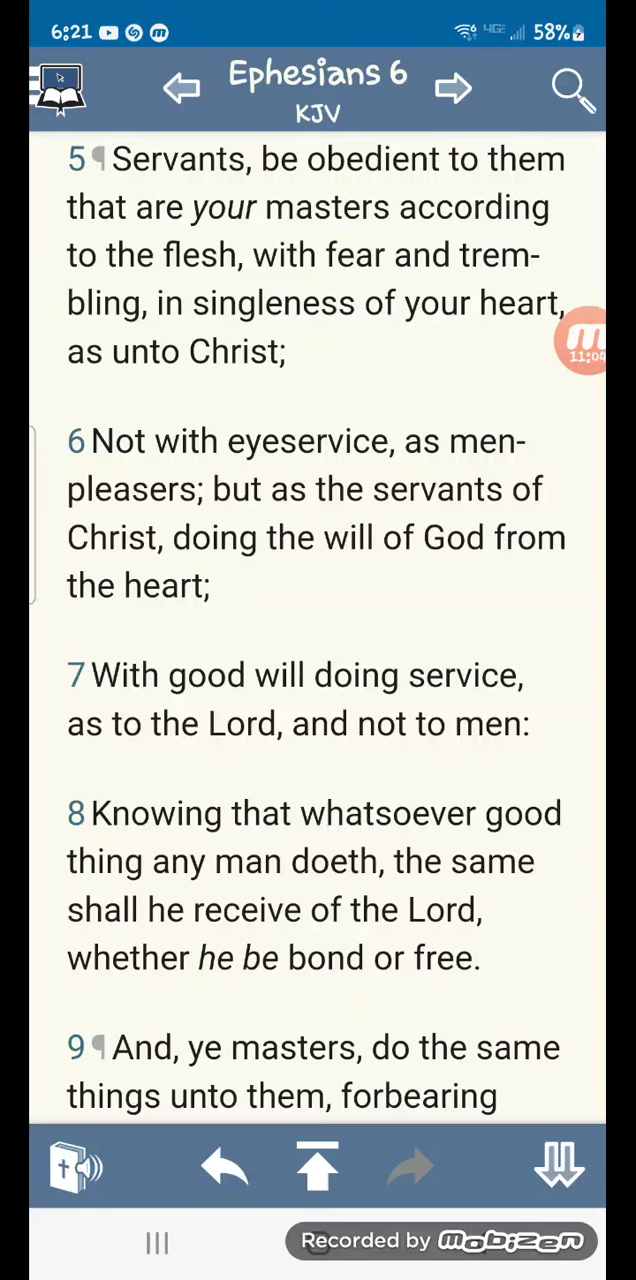 6:21
4GE 58%
Ephesians 6
KJV
5 ¶ Servants, be obedient to them
that are your masters according
to the flesh, with fear and trem-
bling, in singleness of your heart,
as unto Christ;
11:04
6 Not with eyeservice, as men-
pleasers; but as the servants of
Christ, doing the will of God from
the heart;
7 With good will doing service,
as to the Lord, and not to men:
8 Knowing that whatsoever good
thing any man doeth, the same
shall he receive of the Lord,
whether he be bond or free.
9 ¶ And, ye masters, do the same
things unto them, forbearing
Recorded by mobizen